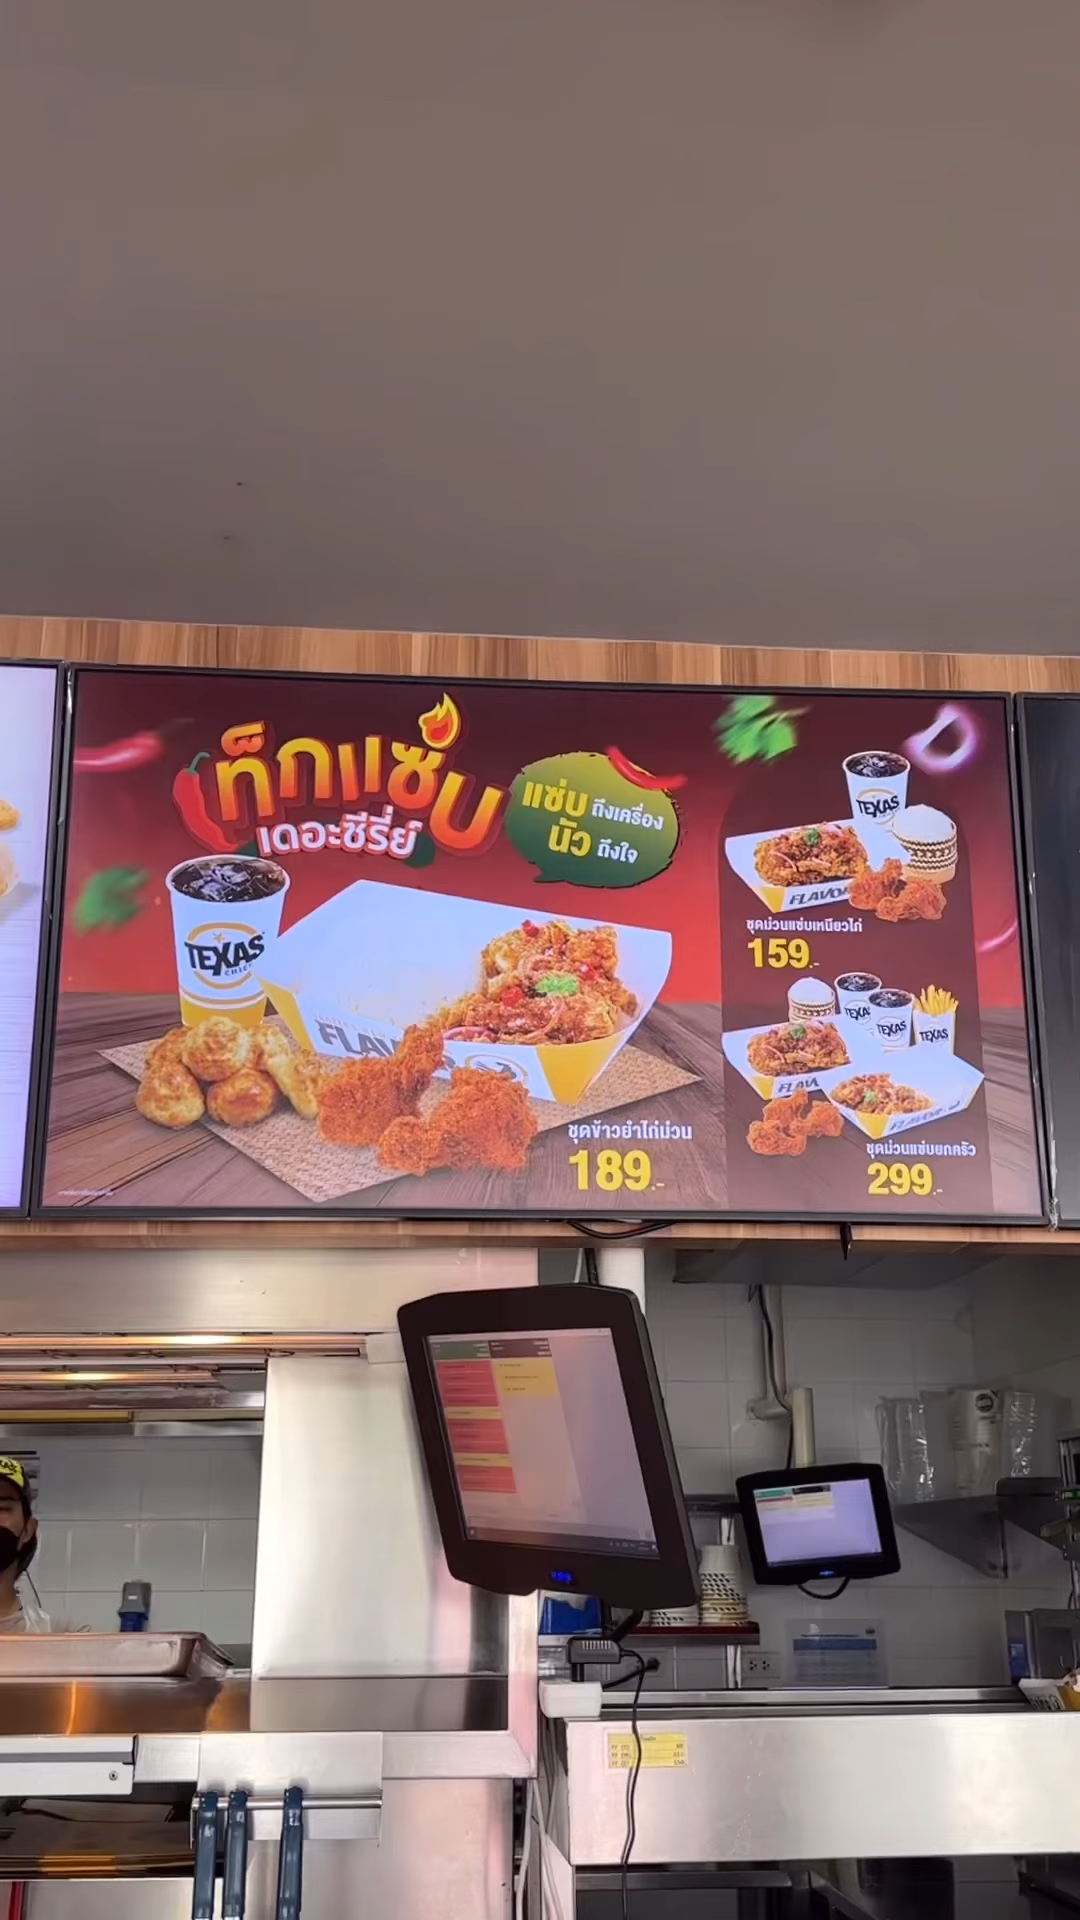 ท็กแซ่บ
เดอะซีรี่ย์
แซ่บ ถึงเครื่อง
นัว ถึงใจ
TEXAS
TEXAS
FLAVOR
ชุดม่วนแซ่บเหนียวไก่
159.-
TEXAS
TEXAS
TEXAS
FLAV
FLAVOR
ชุดข้าวยำไก่ม่วน
189.-
ชุดม่วนแซ่บยกครัว
299.-